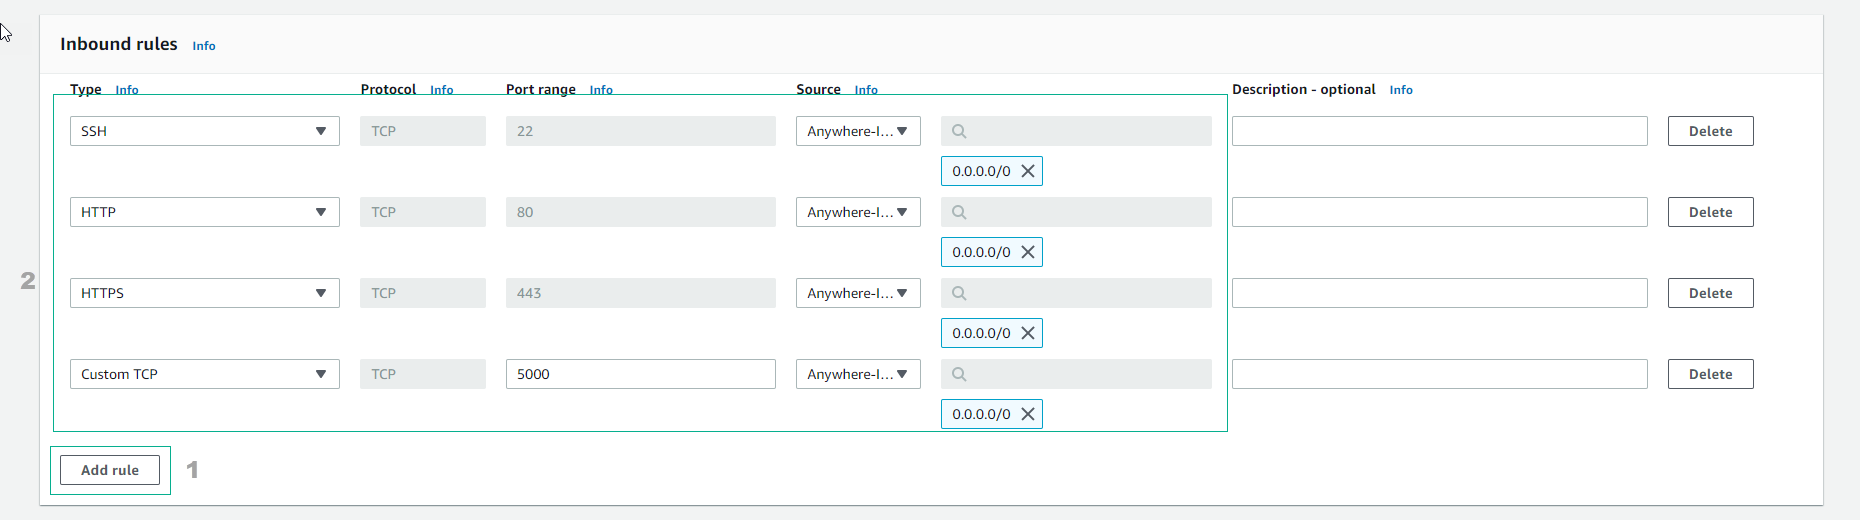 Inbound rules Info
Type Info Protocol Info Port range Info Source Info Description - optional Info
SSH TCP 22 Anywhere-I... Delete
0.0.0.0/0
HTTP TCP 80 Anywhere-I... Delete
0.0.0.0/0
2
HTTPS TCP 443 Anywhere-I... Delete
0.0.0.0/0
Custom TCP TCP 5000 Anywhere-I... Delete
0.0.0.0/0
Add rule 1